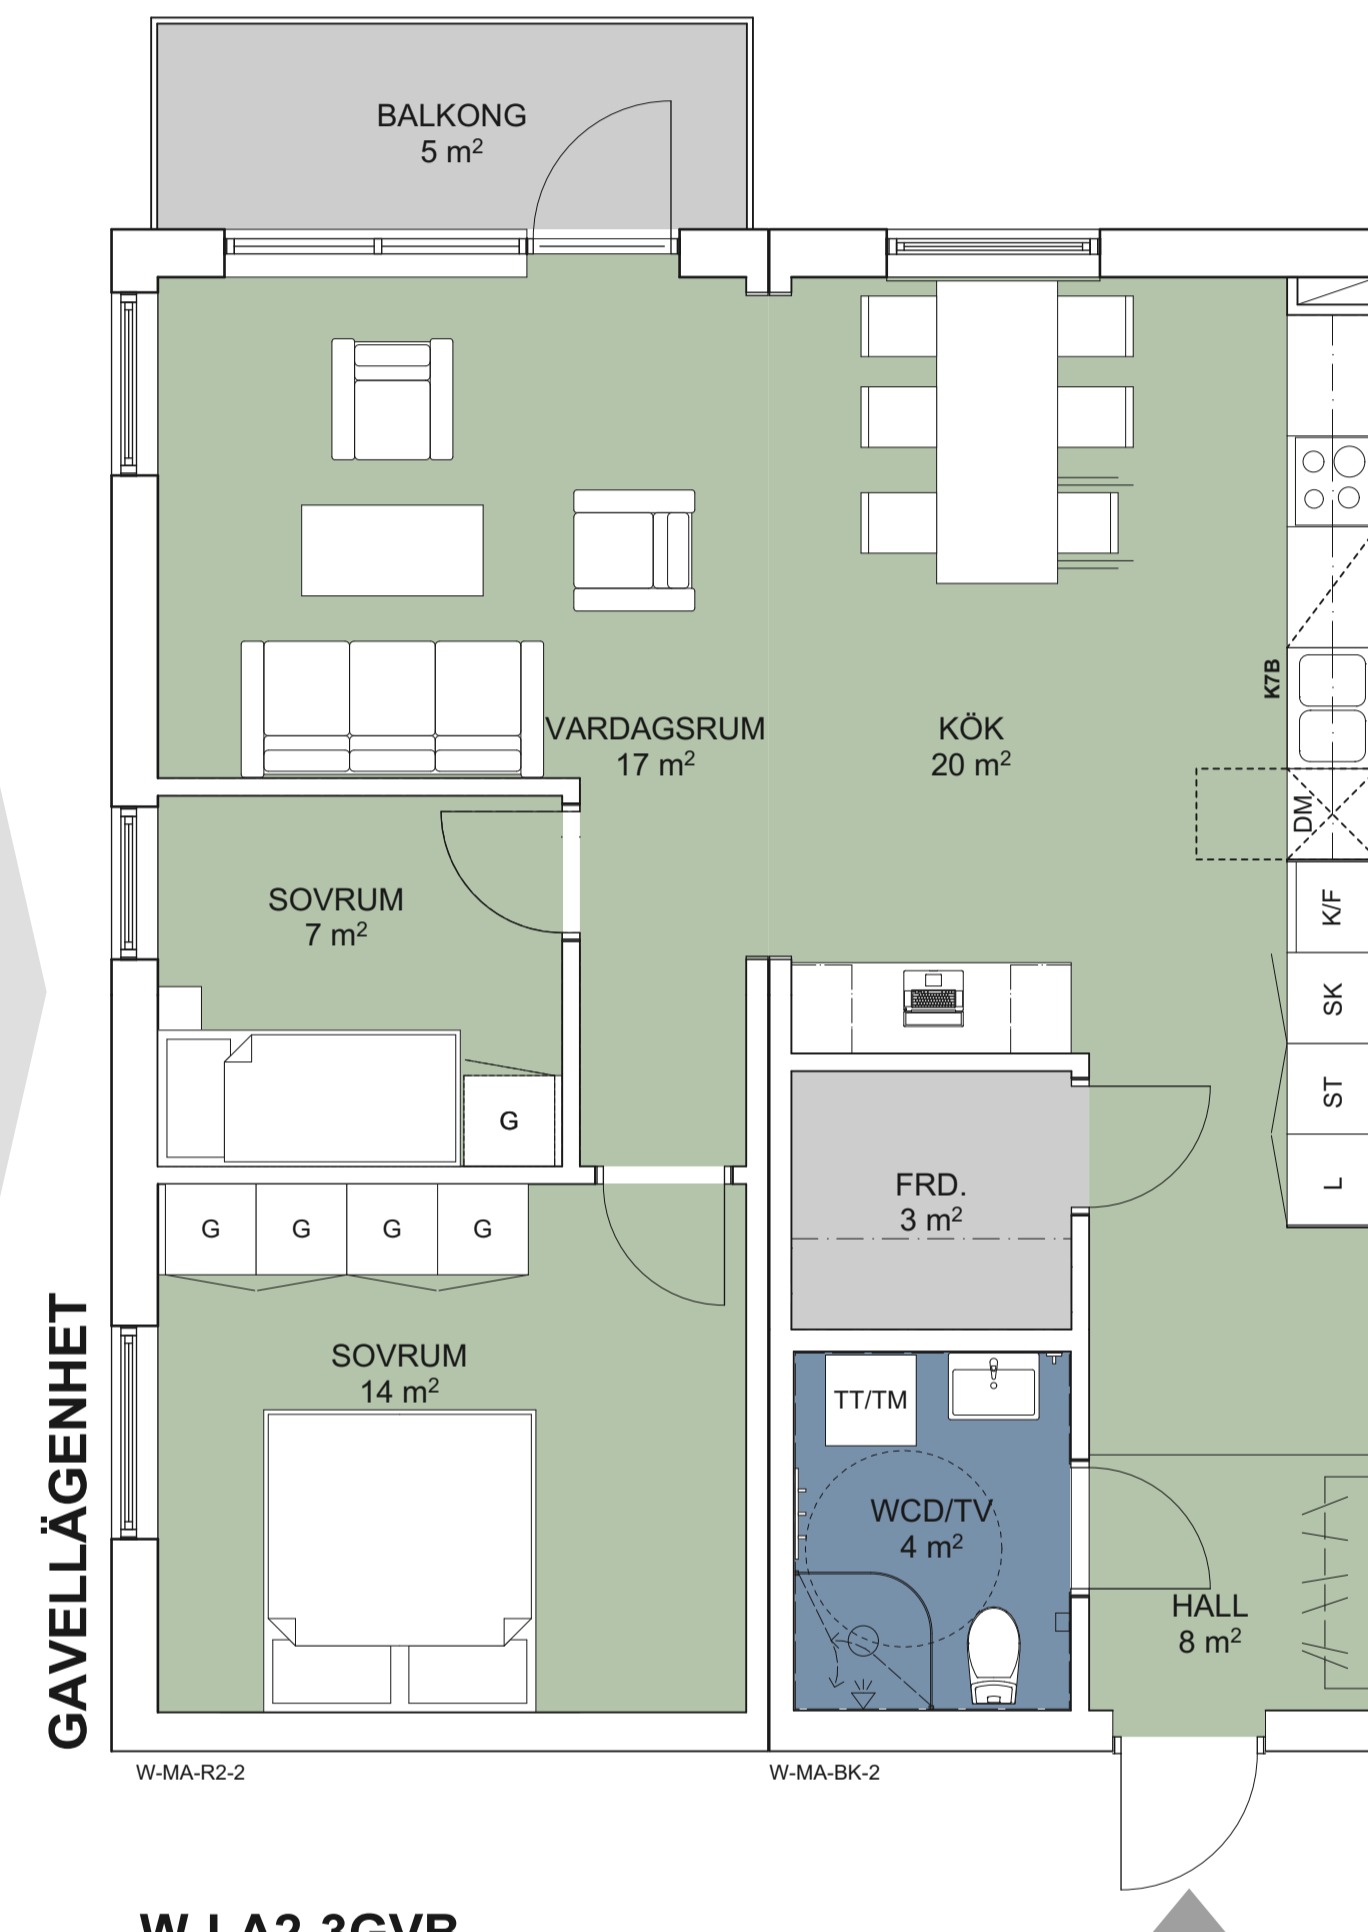 BALKONG
5 m²
VARDAGSRUM
17 m²
KÖK
20 m²
K7B
DM
K/F
SK
ST
L
SOVRUM
7 m²
G
FRD.
3 m²
G G G G
SOVRUM
14 m²
TT/TM
WCD/TV
4 m²
HALL
8 m²
GAVELLÄGENHET
W-MA-R2-2
W-MA-BK-2